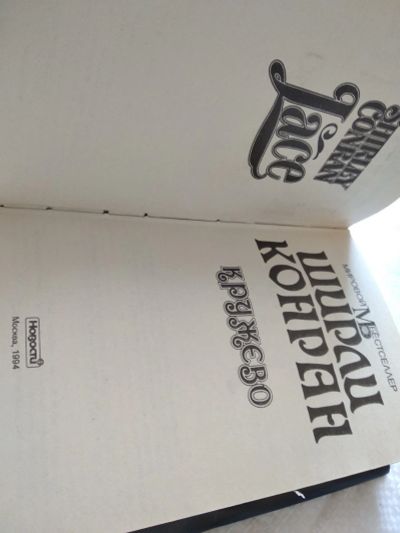 SHIRLEY
CONRAN
Lace
МИРОВОЙ БЕСТСЕЛЛЕР
ШИРЛИ
КОНРАН
КРУЖЕВО
Новости
Москва, 1994